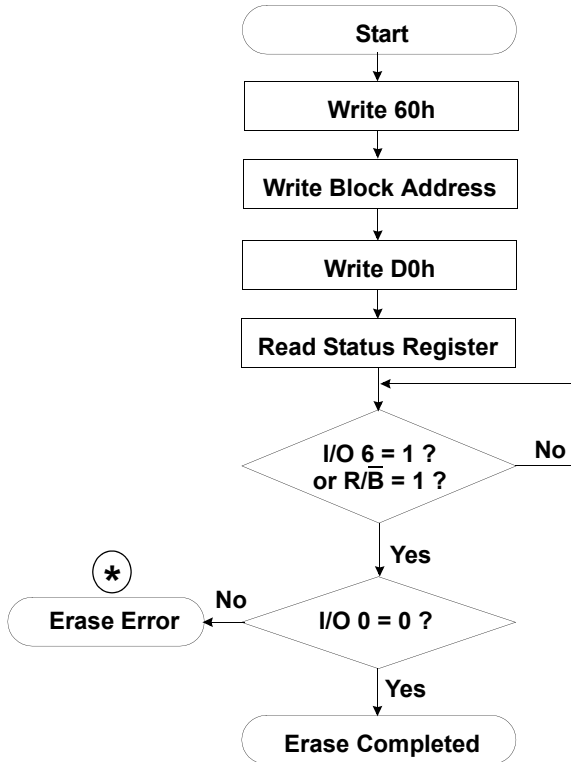 Start
Write 60h
Write Block Address
Write D0h
Read Status Register
I/O 6 = 1 ?
or R/B̅ = 1 ?
No
Yes
*
Erase Error
No
I/O 0 = 0 ?
Yes
Erase Completed